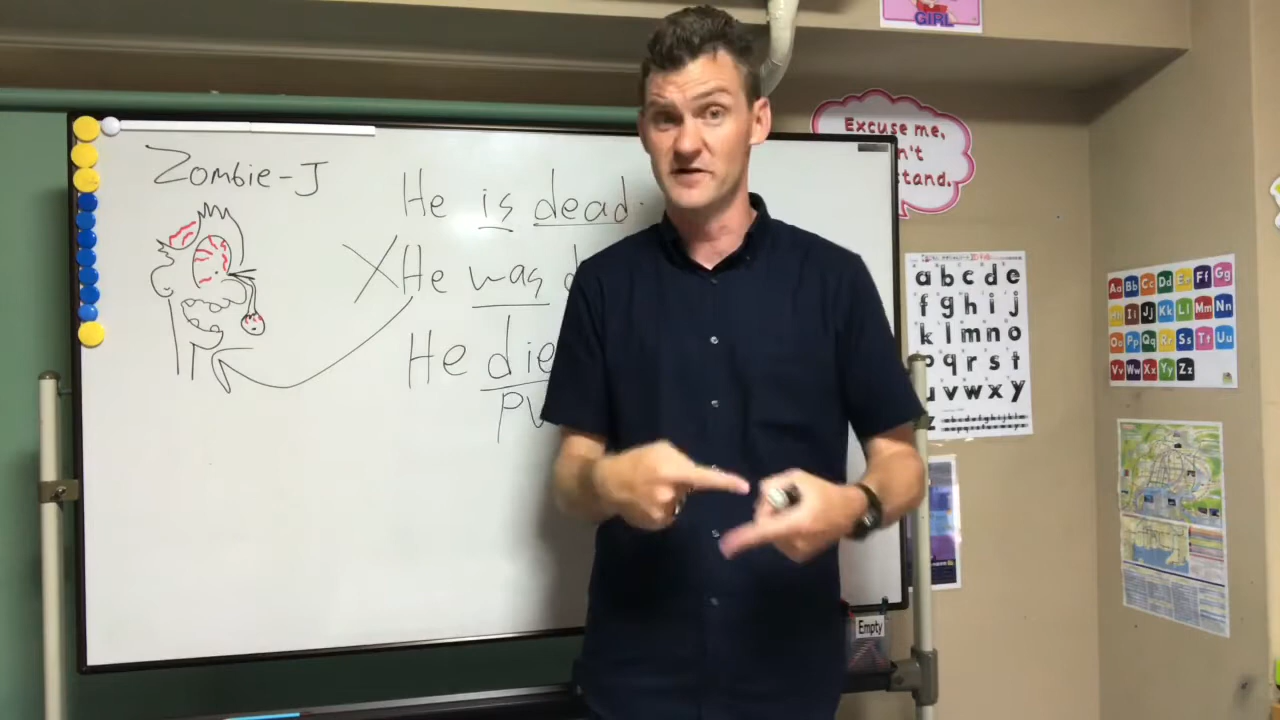 Zombie-J
He is dead.
X He was d
He die
PV
GIRL
Excuse me,
n't
stand.
a b c d e
f g h i j
k l m n o
p q r s t
u v w x y
z
Aa Bb Cc Dd Ee Ff Gg
Hh Ii Jj Kk Ll Mm Nn
Oo Pp Qq Rr Ss Tt Uu
Vv Ww Xx Yy Zz
Empty